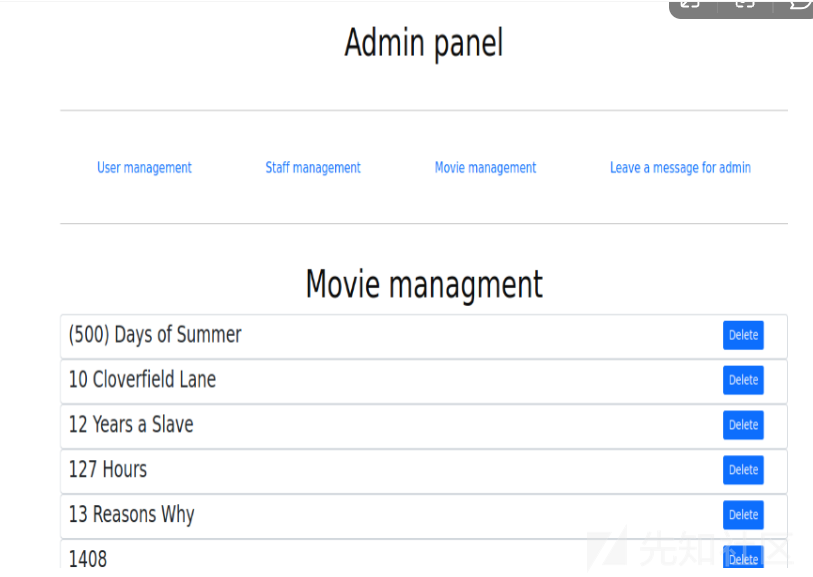 Admin panel
User management Staff management Movie management Leave a message for admin
Movie managment
(500) Days of Summer Delete
10 Cloverfield Lane Delete
12 Years a Slave Delete
127 Hours Delete
13 Reasons Why Delete
1408 Delete
先知社区